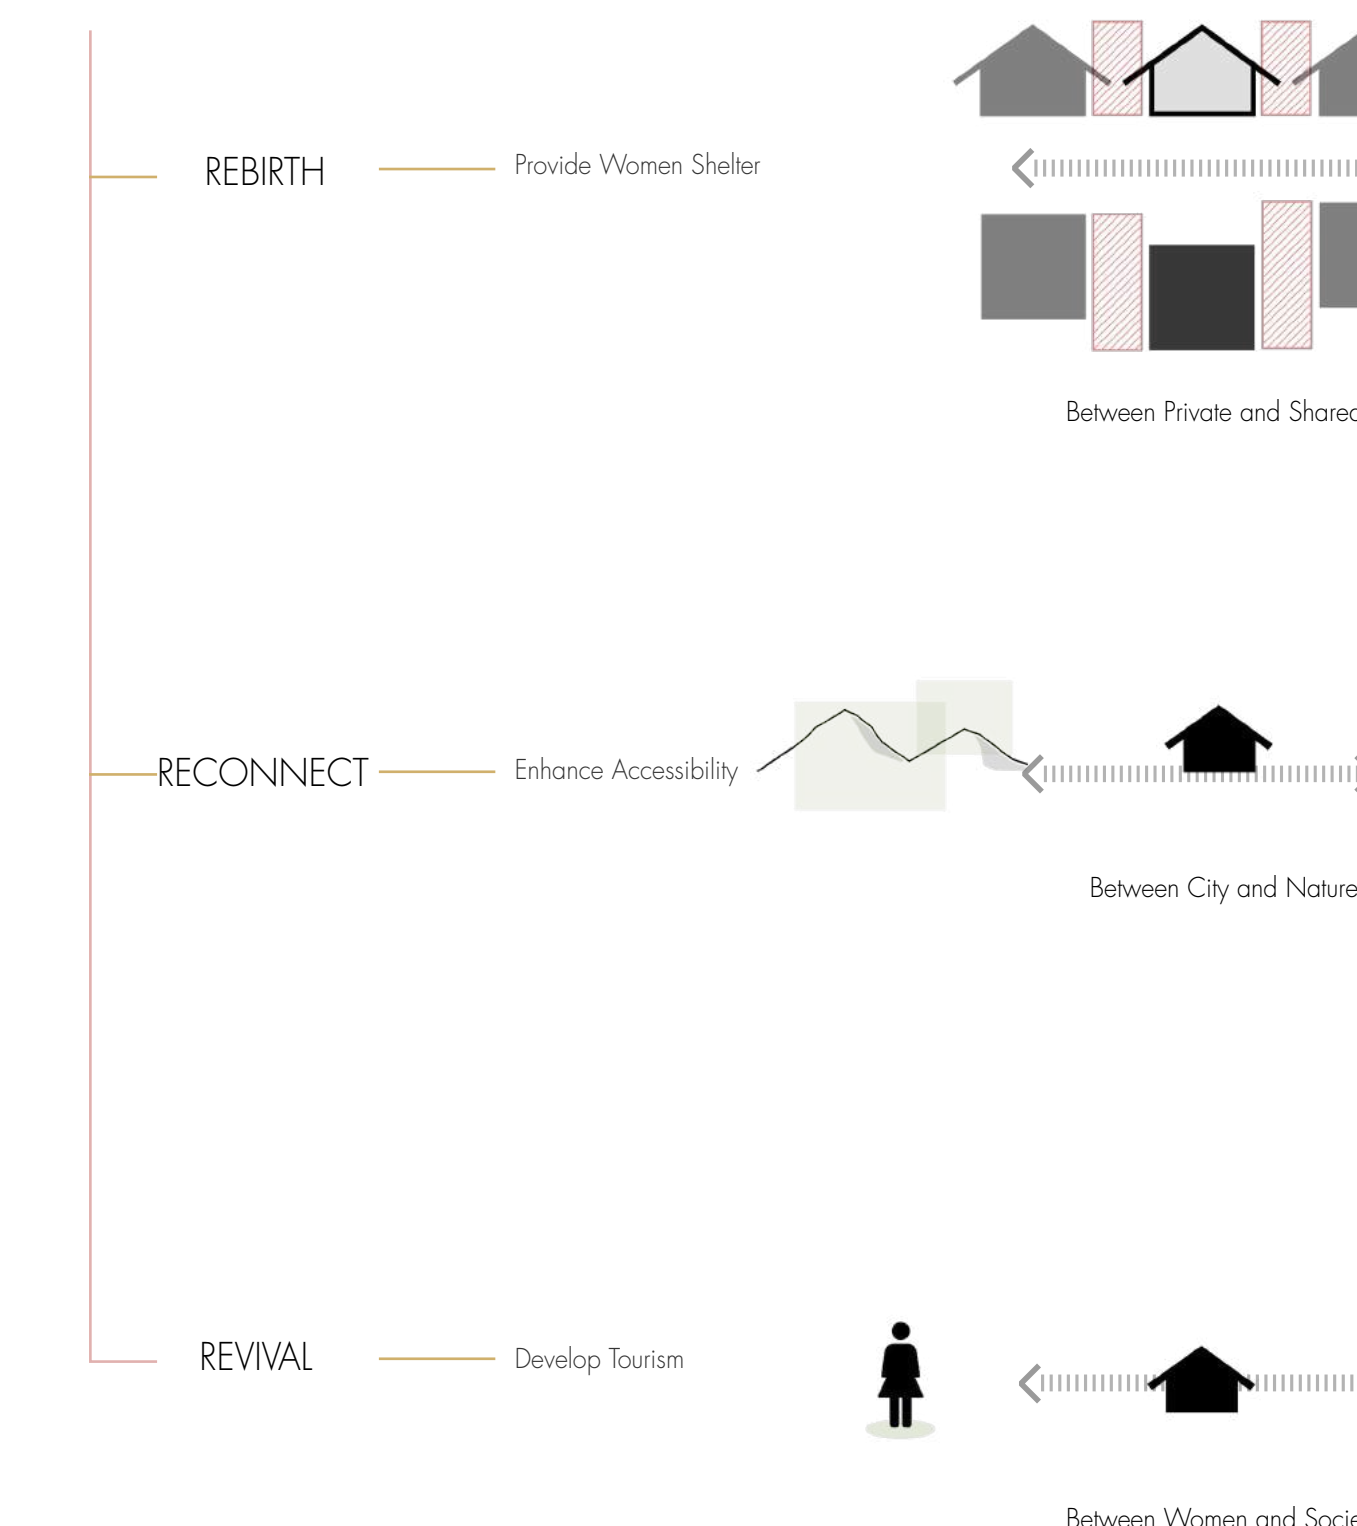 REBIRTH
Provide Women Shelter
Between Private and Shared
RECONNECT
Enhance Accessibility
Between City and Nature
REVIVAL
Develop Tourism
Between Women and